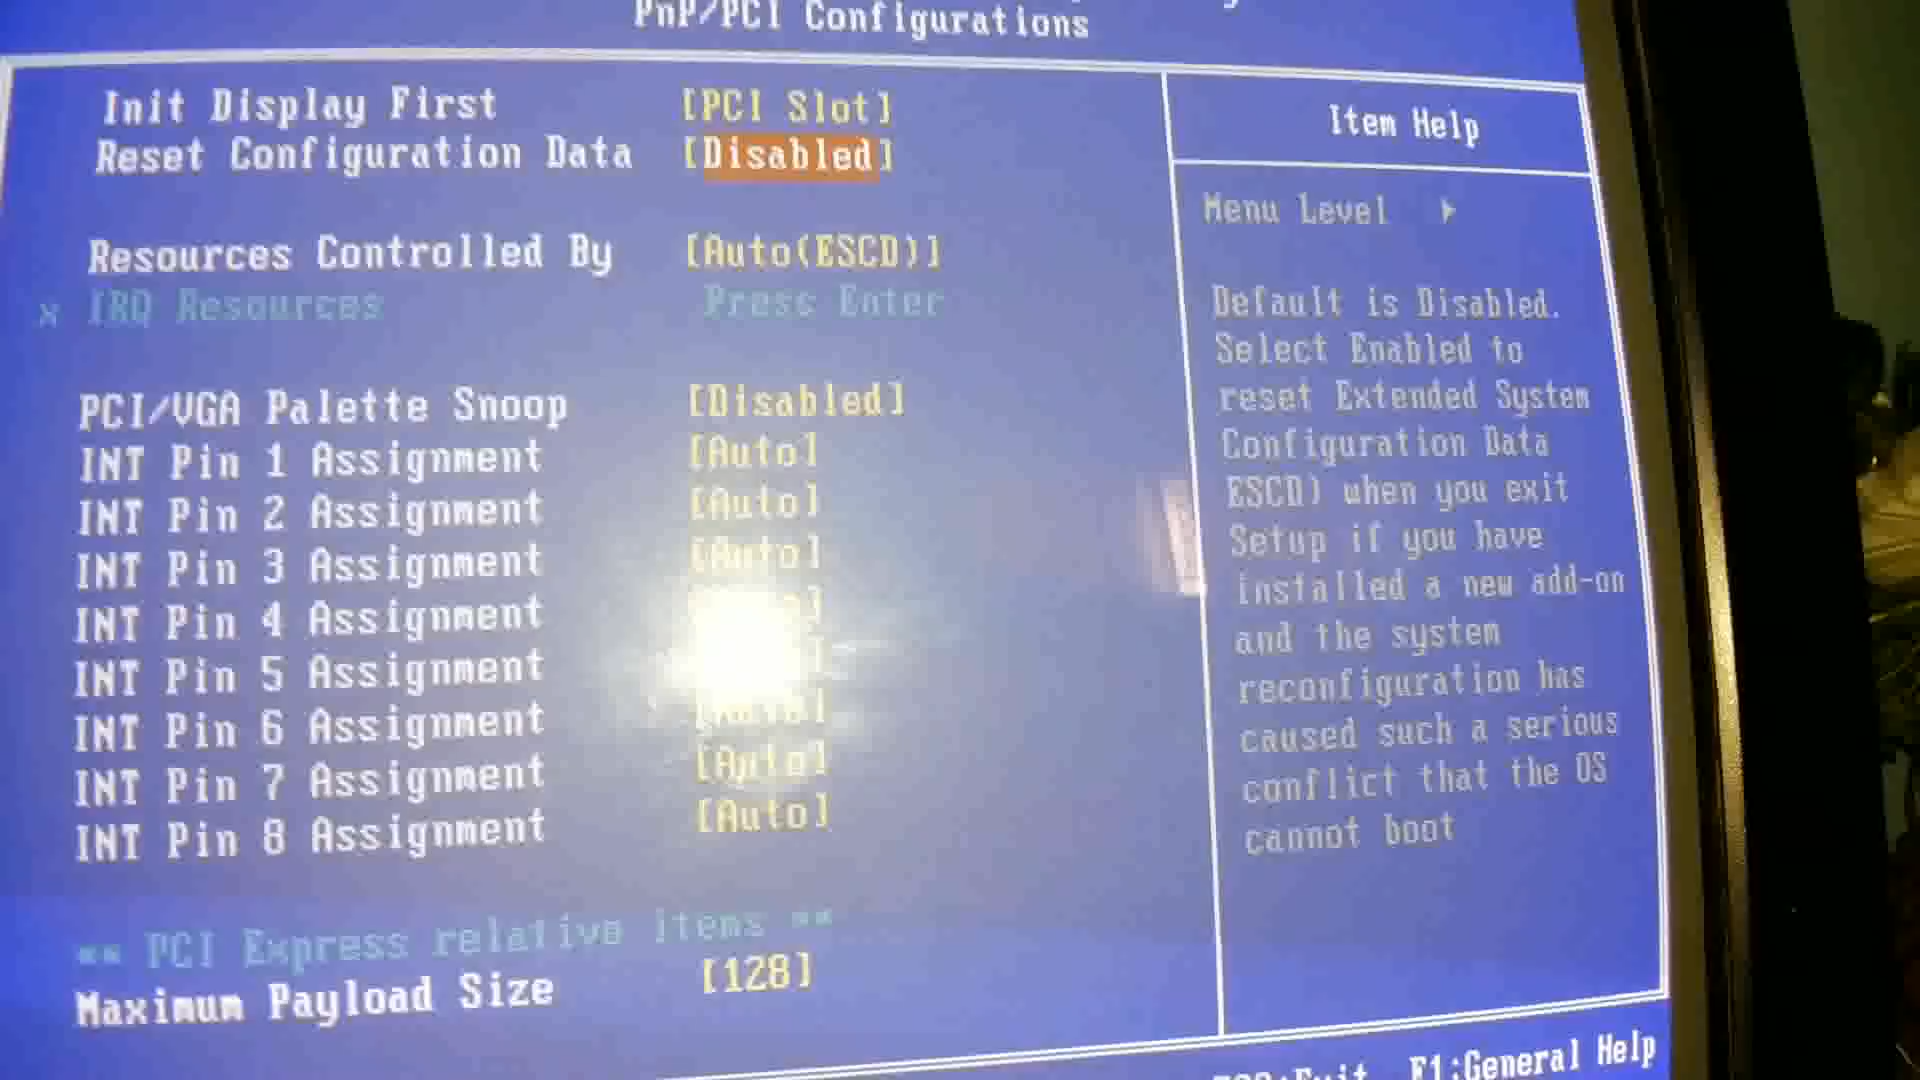 PnP/PCI Configurations
Init Display First [PCI Slot]
Reset Configuration Data [Disabled]
Resources Controlled By [Auto(ESCD)]
x IRQ Resources Press Enter
PCI/VGA Palette Snoop [Disabled]
INT Pin 1 Assignment [Auto]
INT Pin 2 Assignment [Auto]
INT Pin 3 Assignment [Auto]
INT Pin 4 Assignment
INT Pin 5 Assignment
INT Pin 6 Assignment [Auto]
INT Pin 7 Assignment [Auto]
INT Pin 8 Assignment [Auto]
** PCI Express relative items **
Maximum Payload Size [128]
Item Help
Menu Level ▶
Default is Disabled.
Select Enabled to
reset Extended System
Configuration Data
ESCD) when you exit
Setup if you have
installed a new add-on
and the system
reconfiguration has
caused such a serious
conflict that the OS
cannot boot
F1:General Help